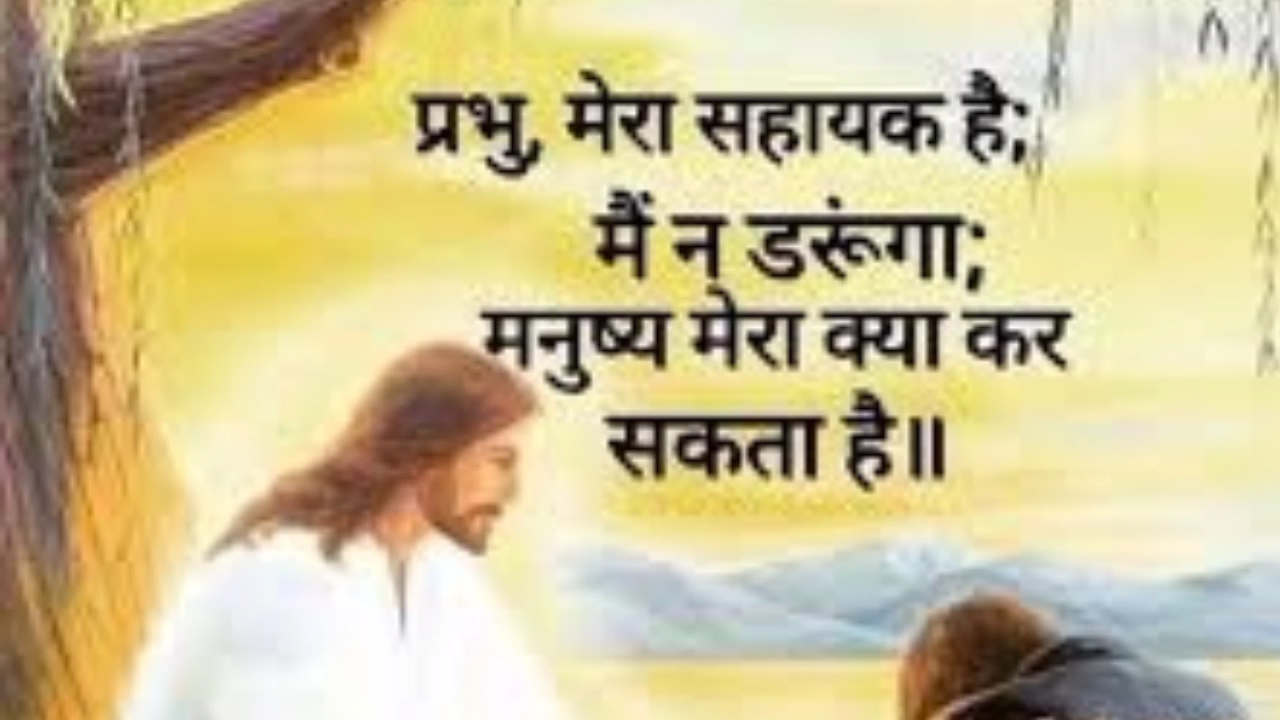 प्रभु, मेरा सहायक है;
मैं न डरूंगा;
मनुष्य मेरा क्या कर
सकता है॥